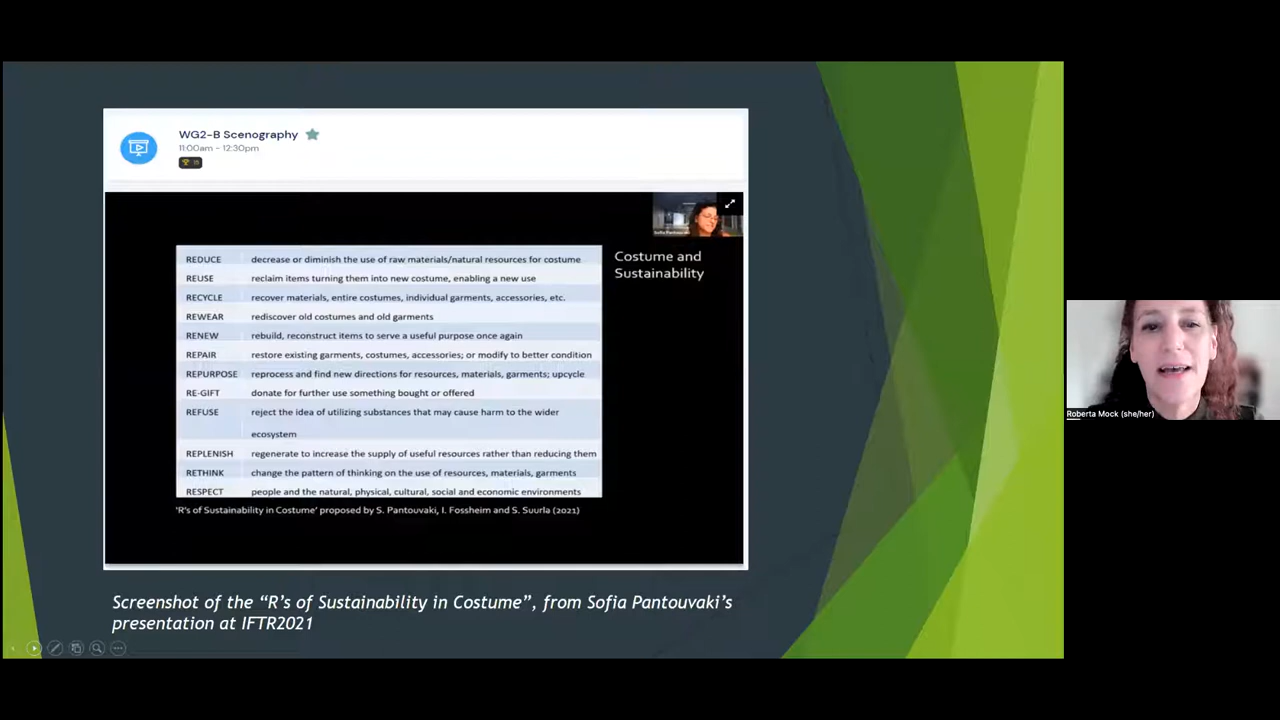 WG2-B Scenography
11:00am - 12:30pm
Costume and
Sustainability
REDUCE decrease or diminish the use of raw materials/natural resources for costume
REUSE reclaim items turning them into new costume, enabling a new use
RECYCLE recover materials, entire costumes, individual garments, accessories, etc.
REWEAR rediscover old costumes and old garments
RENEW rebuild, reconstruct items to serve a useful purpose once again
REPAIR restore existing garments, costumes, accessories; or modify to better condition
REPURPOSE reprocess and find new directions for resources, materials, garments; upcycle
RE-GIFT donate for further use something bought or offered
REFUSE reject the idea of utilizing substances that may cause harm to the wider
ecosystem
REPLENISH regenerate to increase the supply of useful resources rather than reducing them
RETHINK change the pattern of thinking on the use of resources, materials, garments
RESPECT people and the natural, physical, cultural, social and economic environments
'R's of Sustainability in Costume' proposed by S. Pantouvaki, I. Fossheim and S. Suurla (2021)
Screenshot of the “R’s of Sustainability in Costume”, from Sofia Pantouvaki’s
presentation at IFTR2021
Roberta Mock (she/her)